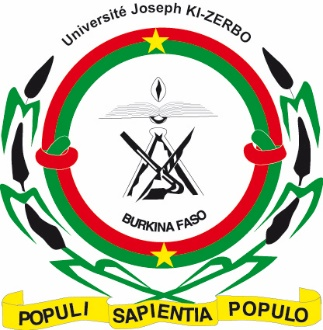 Université Joseph KI-ZERBO
BURKINA FASO
POPULI SAPIENTIA POPULO